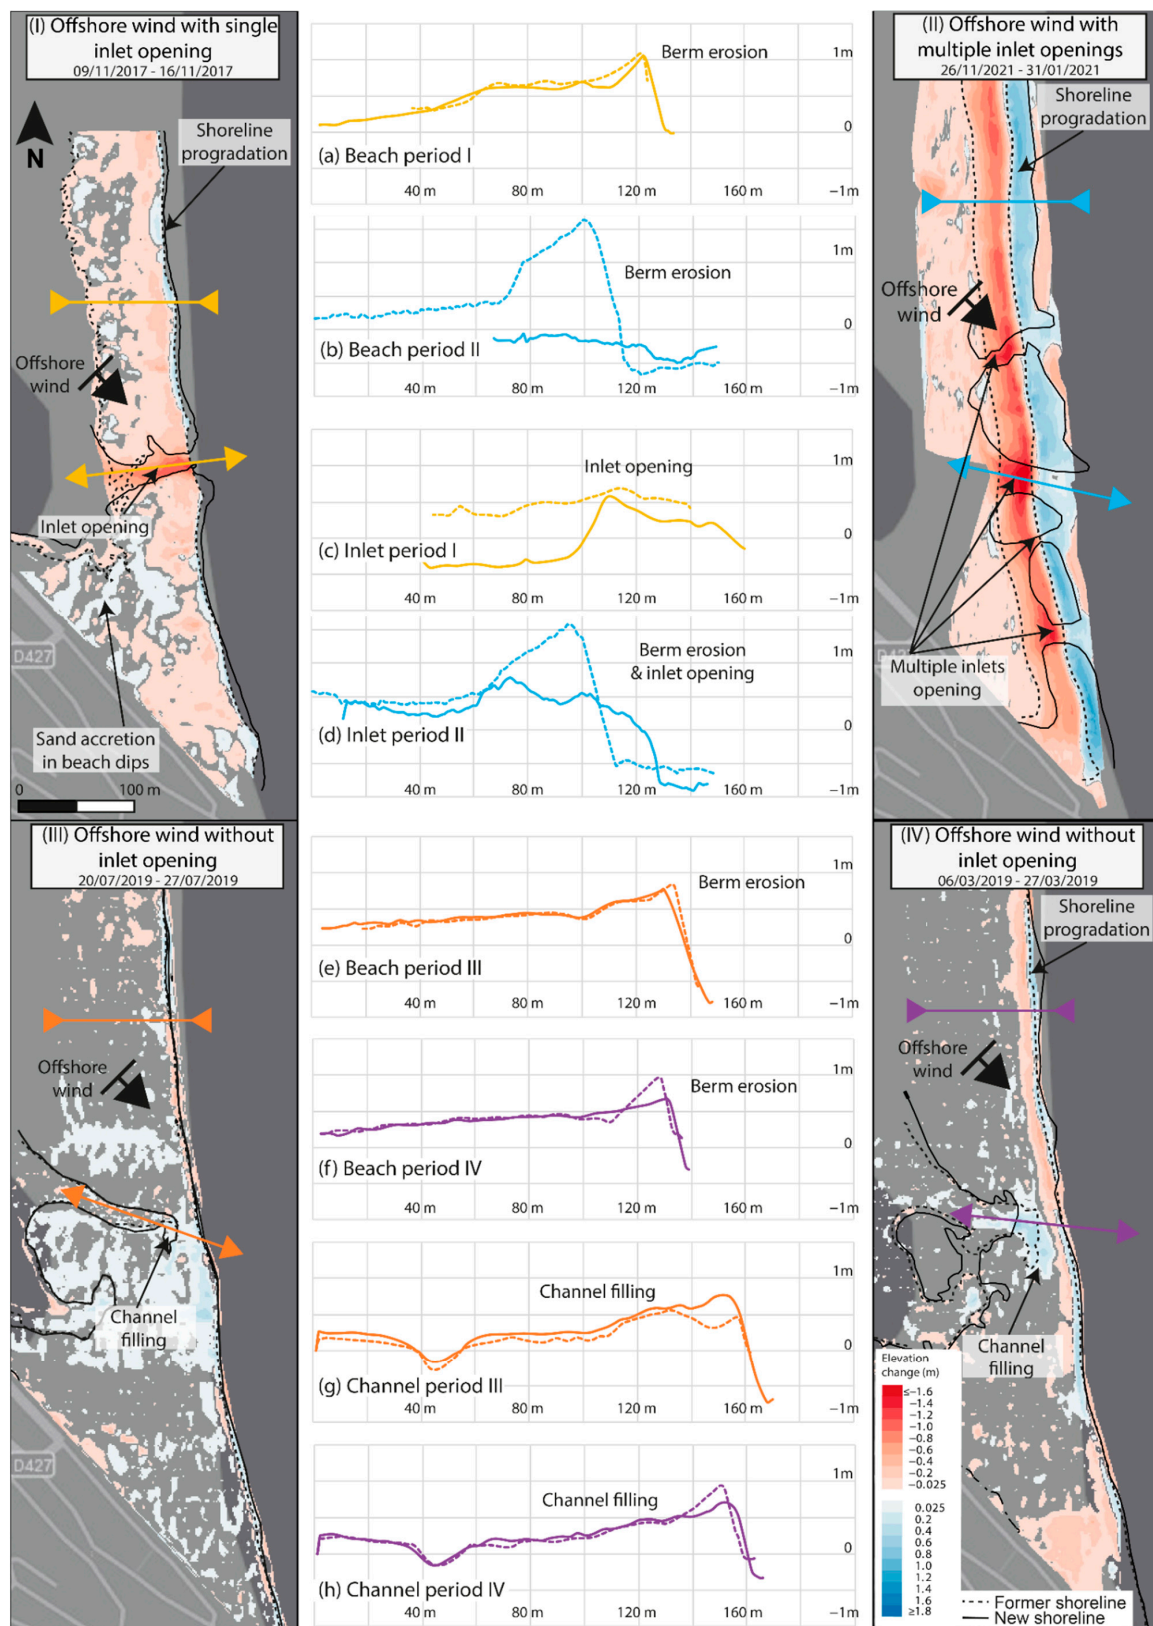 (I) Offshore wind with single
inlet opening
09/11/2017 - 16/11/2017
N
Shoreline
progradation
Offshore
wind
Inlet opening
D427
Sand accretion
in beach dips
0 100 m
Berm erosion
1m
0
(a) Beach period I
40 m 80 m 120 m 160 m −1m
1m
Berm erosion
0
(b) Beach period II
40 m 80 m 120 m 160 m −1m
Inlet opening
1m
0
(c) Inlet period I
40 m 80 m 120 m 160 m −1m
Berm erosion
& inlet opening
1m
0
(d) Inlet period II
40 m 80 m 120 m 160 m −1m
(II) Offshore wind with
multiple inlet openings
26/11/2021 - 31/01/2021
Shoreline
progradation
Offshore
wind
Multiple inlets
opening
(III) Offshore wind without
inlet opening
20/07/2019 - 27/07/2019
Offshore
wind
Channel
filling
D427
1m
Berm erosion
0
(e) Beach period III
40 m 80 m 120 m 160 m −1m
1m
Berm erosion
0
(f) Beach period IV
40 m 80 m 120 m 160 m −1m
1m
Channel filling
0
(g) Channel period III
40 m 80 m 120 m 160 m −1m
1m
Channel filling
0
(h) Channel period IV
40 m 80 m 120 m 160 m −1m
(IV) Offshore wind without
inlet opening
06/03/2019 - 27/03/2019
Shoreline
progradation
Offshore
wind
Channel
filling
Elevation
change (m)
≤−1.6
−1.4
−1.2
−1.0
−0.8
−0.6
−0.4
−0.2
−0.025
0.025
0.2
0.4
0.6
0.8
1.0
1.2
1.4
1.6
≥1.8
Former shoreline
New shoreline